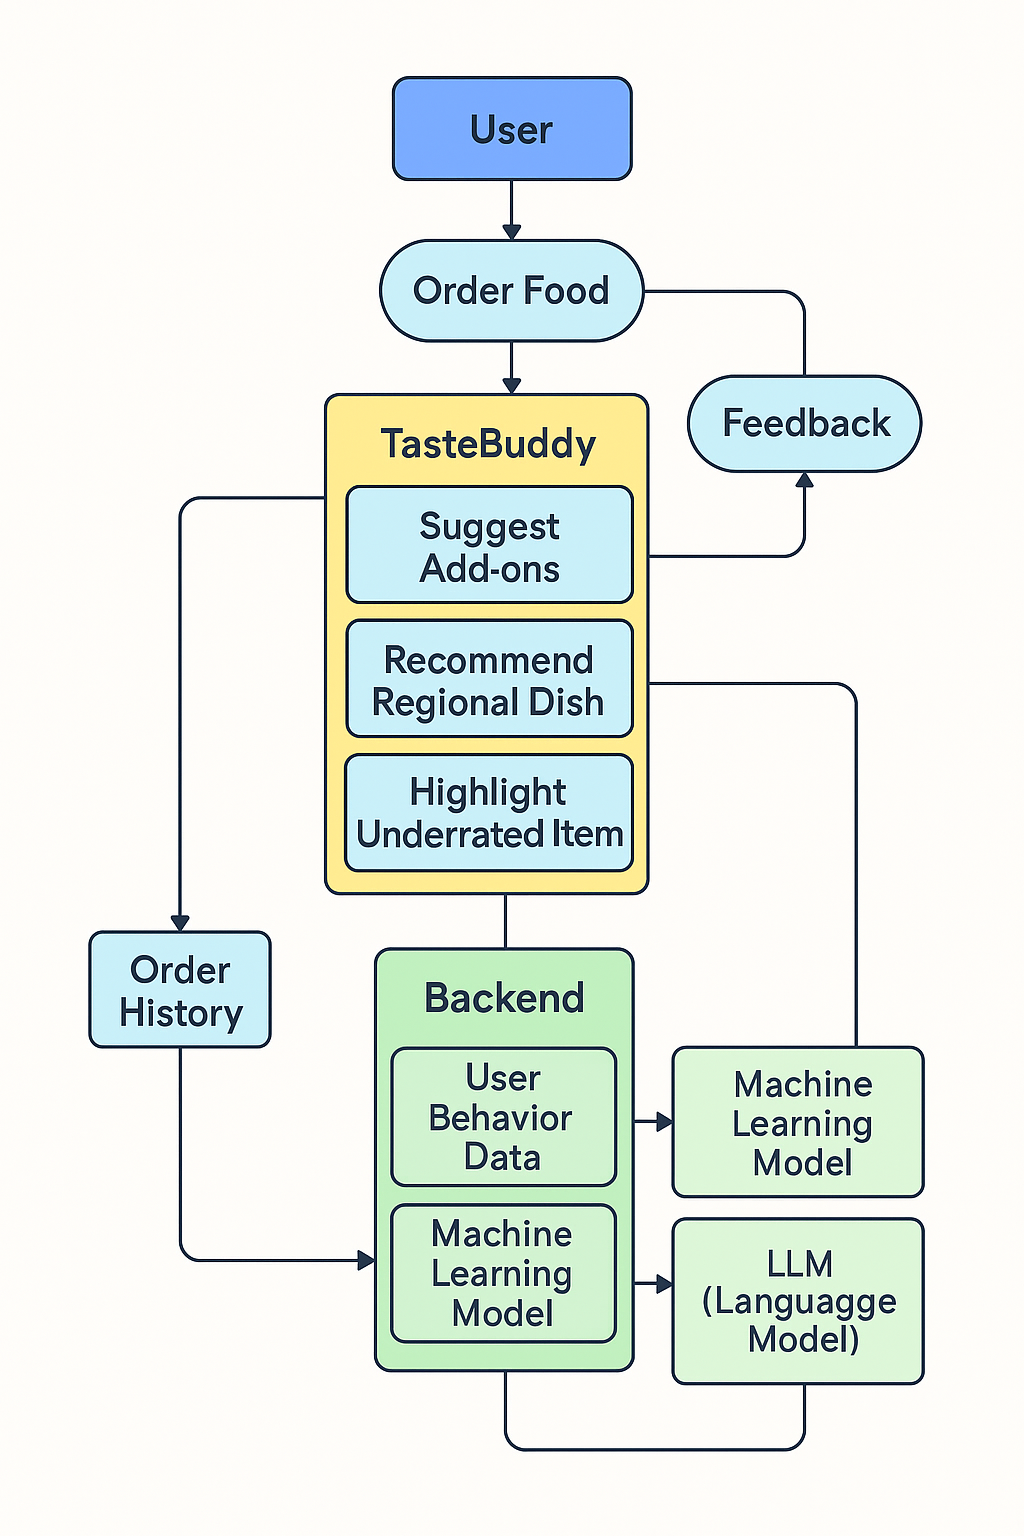 User
Order Food
Feedback
TasteBuddy
Suggest
Add-ons
Recommend
Regional Dish
Highlight
Underrated Item
Order
History
Backend
User
Behavior
Data
Machine
Learning
Model
Machine
Learning
Model
LLM
(Languagge
Model)